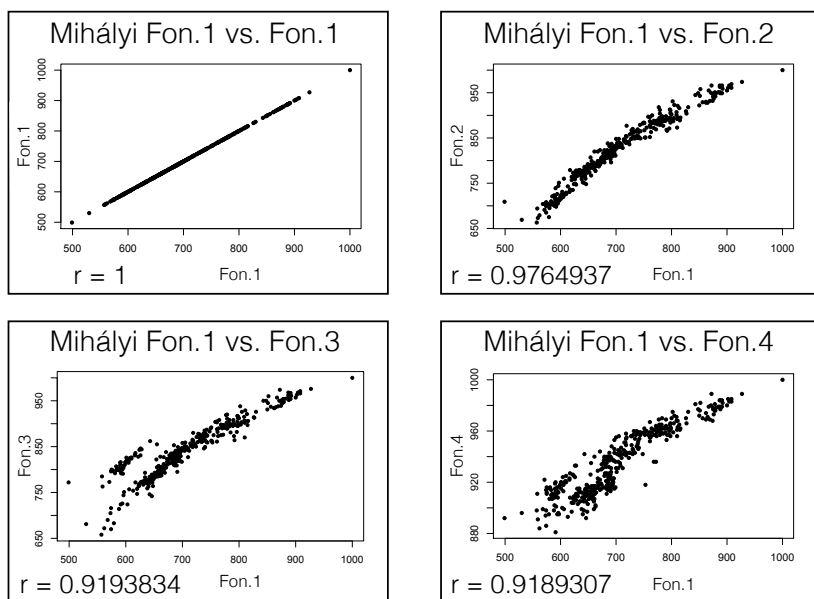 Mihályi Fon.1 vs. Fon.1
Fon.1
500 600 700 800 900 1000
500 600 700 800 900 1000
r = 1
Fon.1
Mihályi Fon.1 vs. Fon.2
Fon.2
650 750 850 950
500 600 700 800 900 1000
r = 0.9764937
Fon.1
Mihályi Fon.1 vs. Fon.3
Fon.3
650 750 850 950
500 600 700 800 900 1000
r = 0.9193834
Fon.1
Mihályi Fon.1 vs. Fon.4
Fon.4
880 920 960 1000
500 600 700 800 900 1000
r = 0.9189307
Fon.1